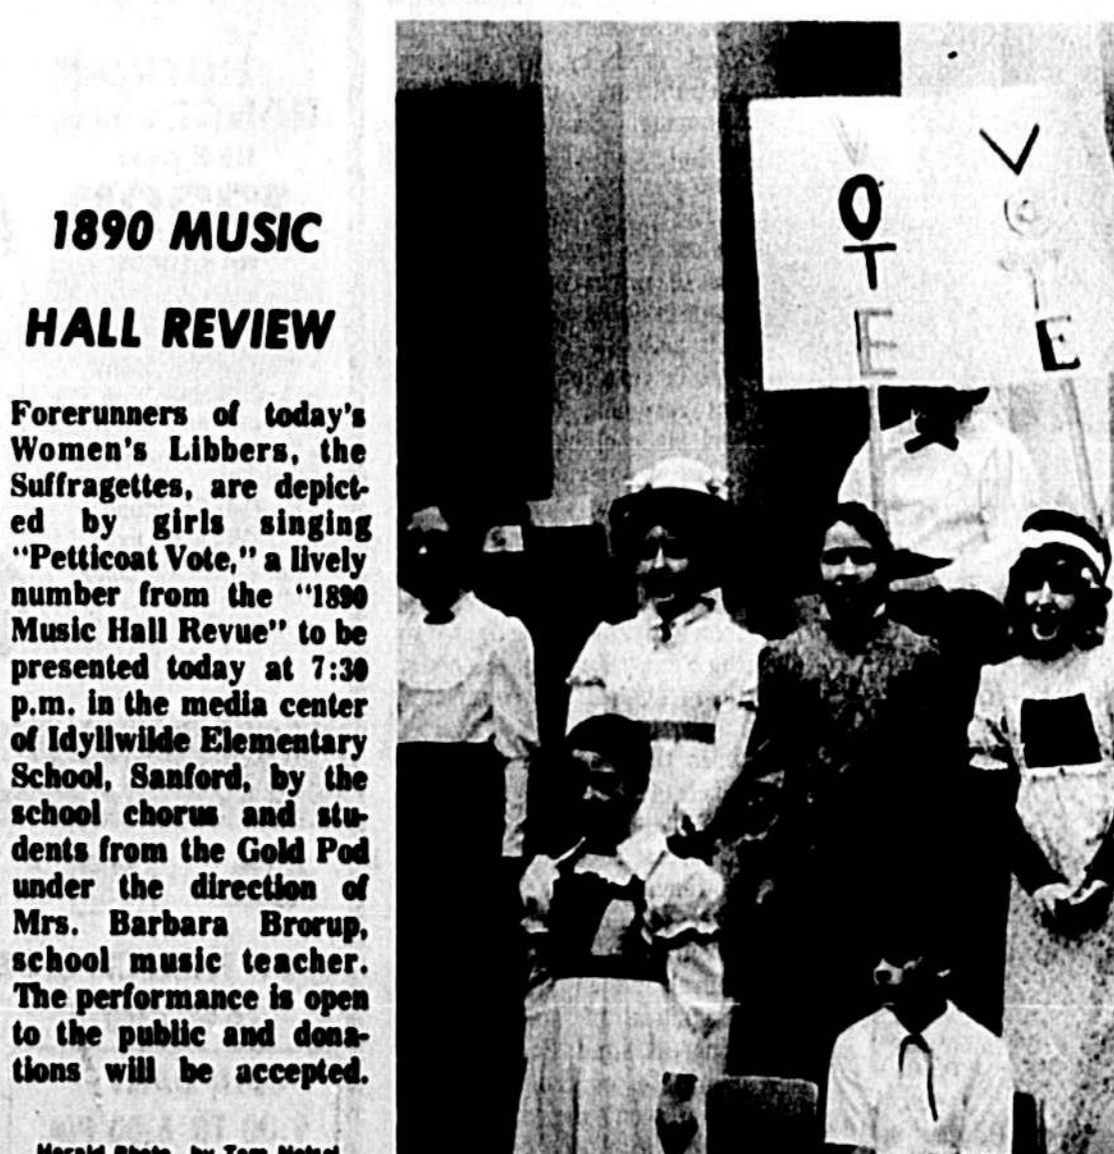 1890 MUSIC
HALL REVIEW
Forerunners of today's
Women's Libbers, the
Suffragettes, are depict-
ed by girls singing
"Petticoat Vote," a lively
number from the "1890
Music Hall Revue" to be
presented today at 7:30
p.m. in the media center
of Idyllwilde Elementary
School, Sanford, by the
school chorus and stu-
dents from the Gold Pod
under the direction of
Mrs. Barbara Brorup,
school music teacher.
The performance is open
to the public and dona-
tions will be accepted.
Herald Photo by Tom
VOTE
VOTE